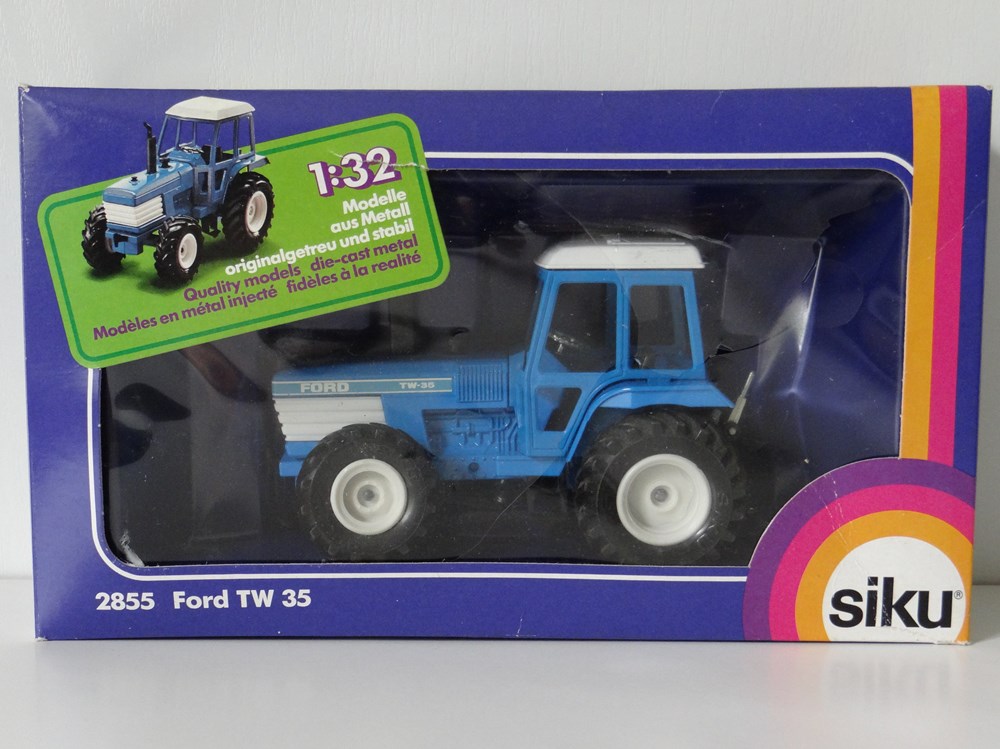 1:32
Modelle
aus Metall
originalgetreu und stabil
Quality models die-cast metal
Modèles en métal injecté fidèles à la realité
FORD TW-35
2855 Ford TW 35
siku®